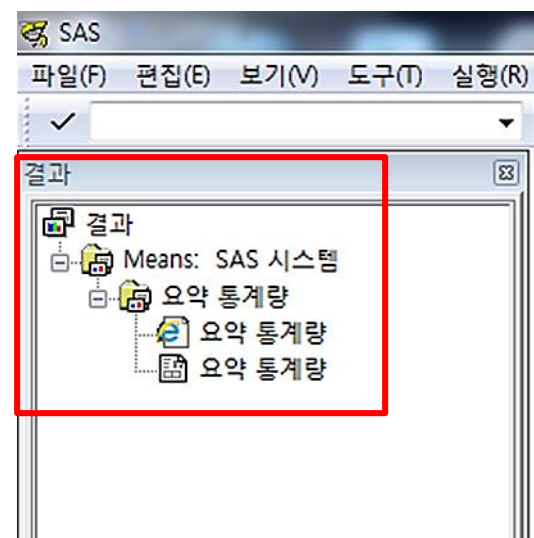 SAS
파일(F) 편집(E) 보기(V) 도구(T) 실행(R)
결과
결과
Means: SAS 시스템
요약 통계량
요약 통계량
요약 통계량